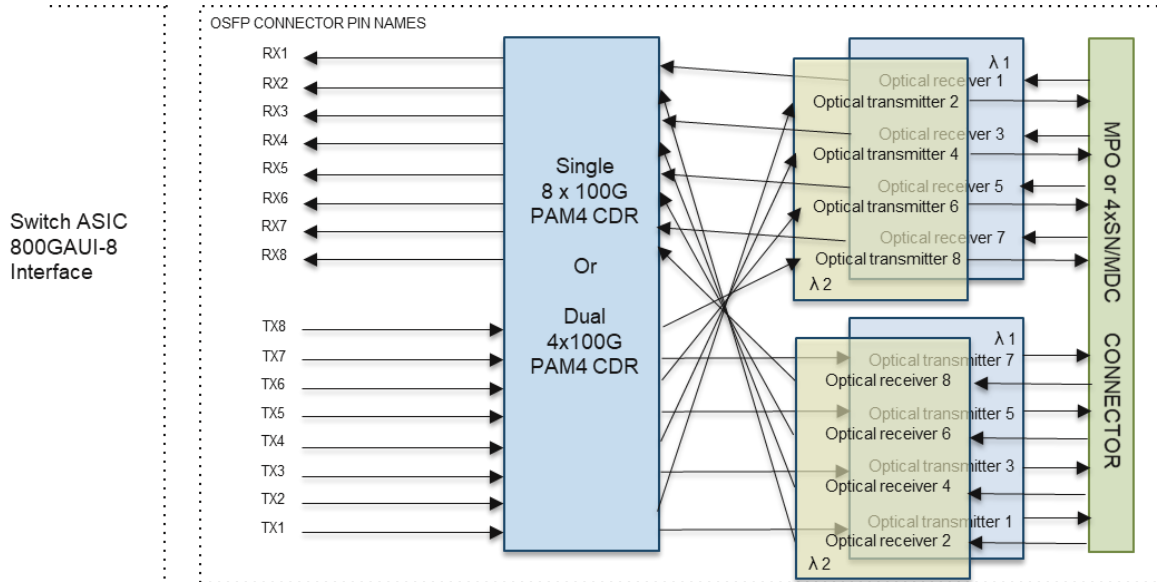 OSFP CONNECTOR PIN NAMES
Switch ASIC
800GAUI-8
Interface
RX1
RX2
RX3
RX4
RX5
RX6
RX7
RX8
TX8
TX7
TX6
TX5
TX4
TX3
TX2
TX1
Single
8 x 100G
PAM4 CDR
Or
Dual
4x100G
PAM4 CDR
λ 1
Optical receiver 1
Optical transmitter 2
Optical receiver 3
Optical transmitter 4
Optical receiver 5
Optical transmitter 6
Optical receiver 7
Optical transmitter 8
λ 2
λ 1
Optical transmitter 7
Optical receiver 8
Optical transmitter 5
Optical receiver 6
Optical transmitter 3
Optical receiver 4
Optical transmitter 1
Optical receiver 2
λ 2
MPO or 4xSN/MDC CONNECTOR